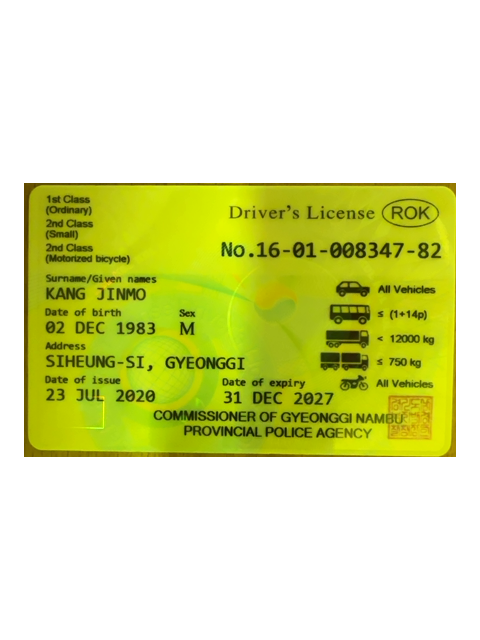 1st Class
(Ordinary)
2nd Class
(Small)
2nd Class
(Motorized bicycle)
Driver's License ROK
No.16-01-008347-82
Surname/Given names
KANG JINMO
Date of birth Sex
02 DEC 1983 M
Address
SIHEUNG-SI, GYEONGGI
Date of issue Date of expiry
23 JUL 2020 31 DEC 2027
All Vehicles
≤ (1+14p)
< 12000 kg
≤ 750 kg
All Vehicles
COMMISSIONER OF GYEONGGI NAMBU
PROVINCIAL POLICE AGENCY